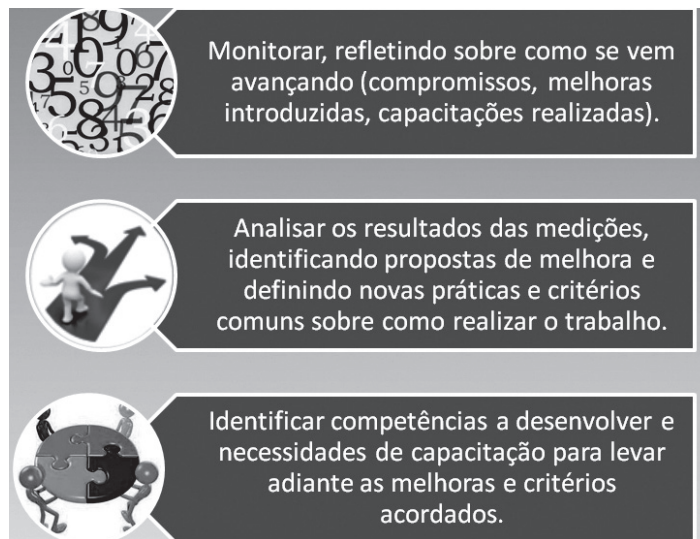 Monitorar, refletindo sobre como se vem
avançando (compromissos, melhoras
introduzidas, capacitações realizadas).
Analisar os resultados das medições,
identificando propostas de melhora e
definindo novas práticas e critérios
comuns sobre como realizar o trabalho.
Identificar competências a desenvolver e
necessidades de capacitação para levar
adiante as melhoras e critérios
acordados.